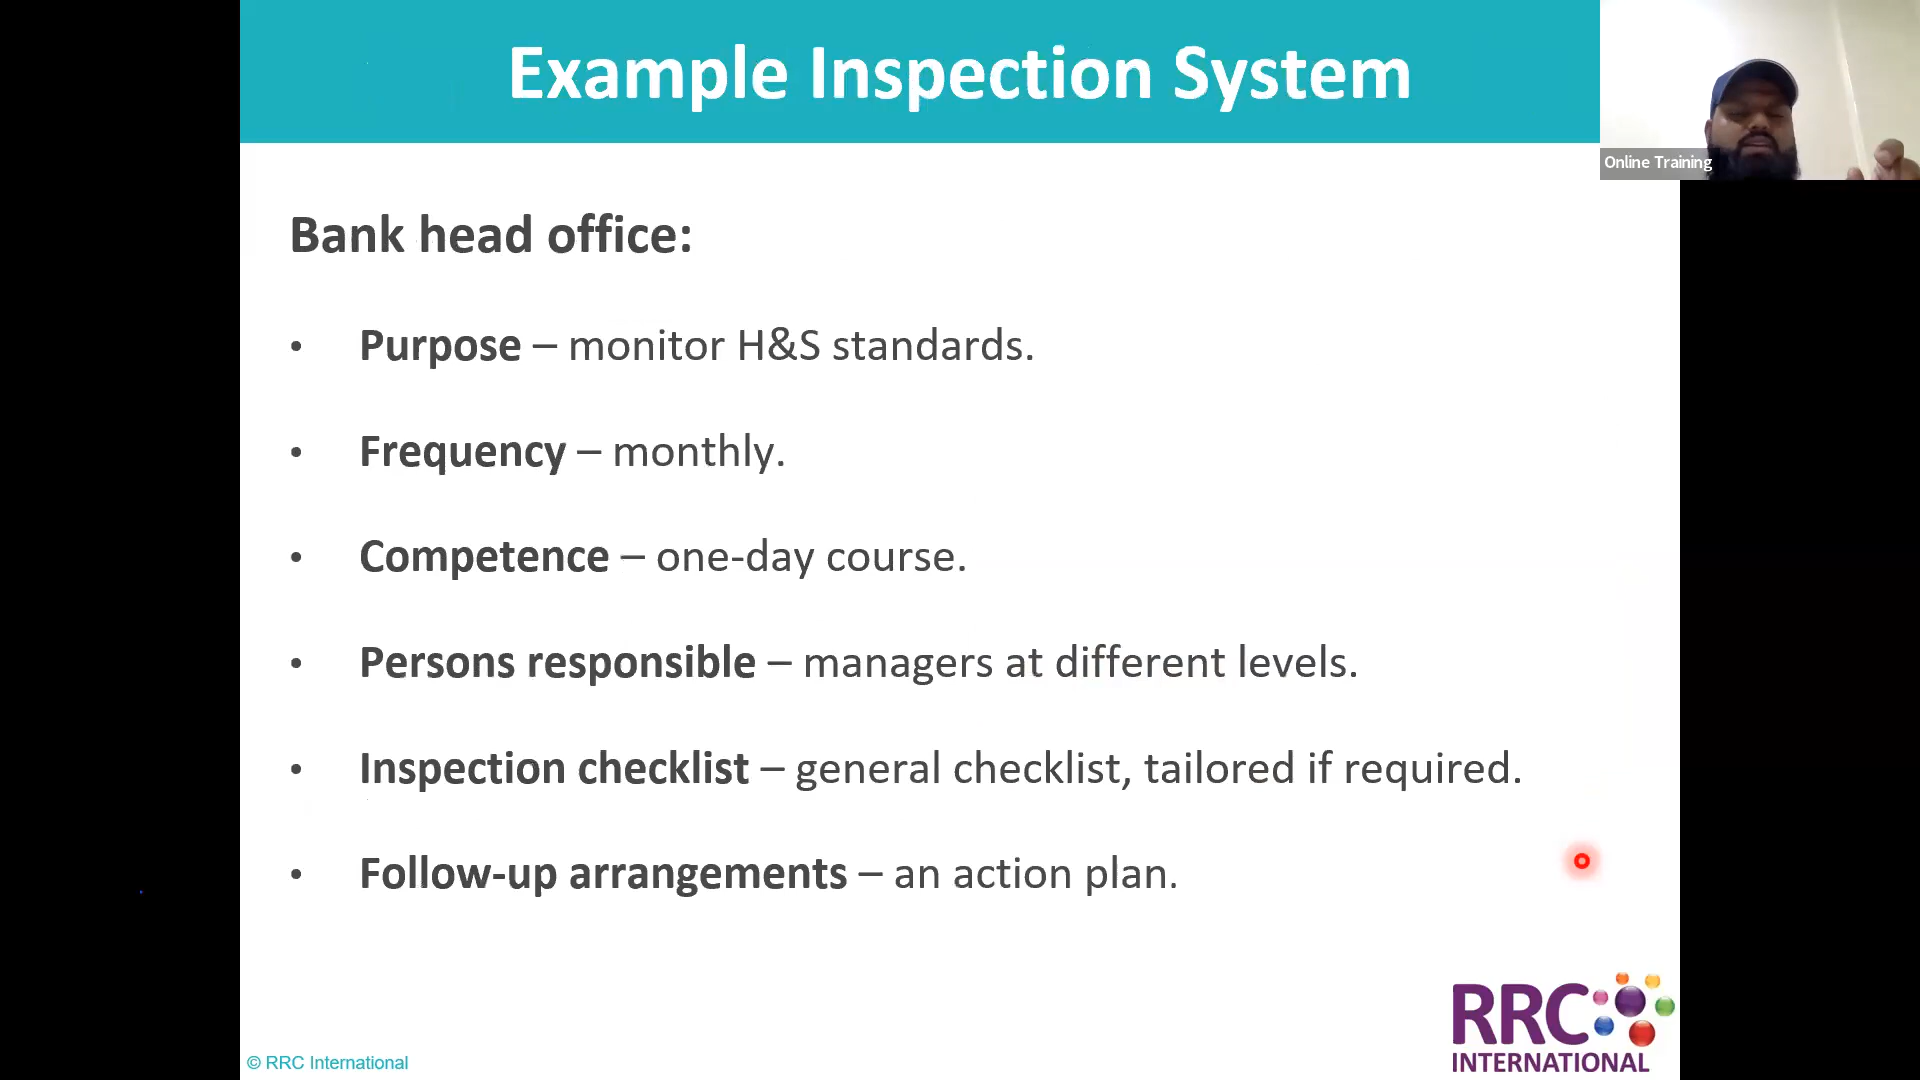 Example Inspection System
Online Training
Bank head office:
• Purpose – monitor H&S standards.
• Frequency – monthly.
• Competence – one-day course.
• Persons responsible – managers at different levels.
• Inspection checklist – general checklist, tailored if required.
• Follow-up arrangements – an action plan.
RRC
INTERNATIONAL
© RRC International